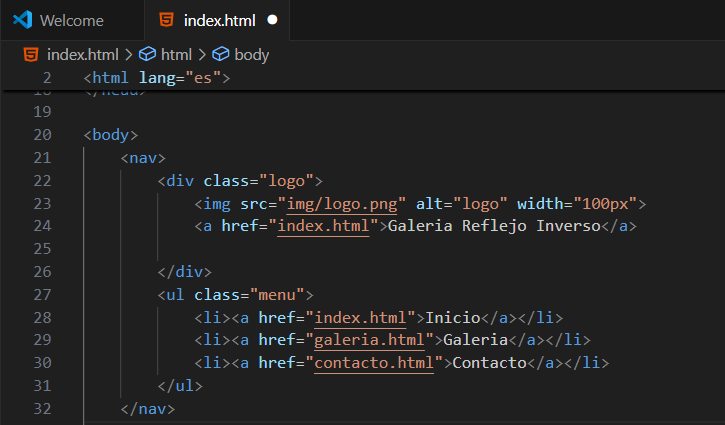 Welcome index.html
index.html > html > body
2 <html lang="es">
18 </head>
19
20 <body>
21 <nav>
22 <div class="logo">
23 <img src="img/logo.png" alt="logo" width="100px">
24 <a href="index.html">Galeria Reflejo Inverso</a>
25
26 </div>
27 <ul class="menu">
28 <li><a href="index.html">Inicio</a></li>
29 <li><a href="galeria.html">Galeria</a></li>
30 <li><a href="contacto.html">Contacto</a></li>
31 </ul>
32 </nav>